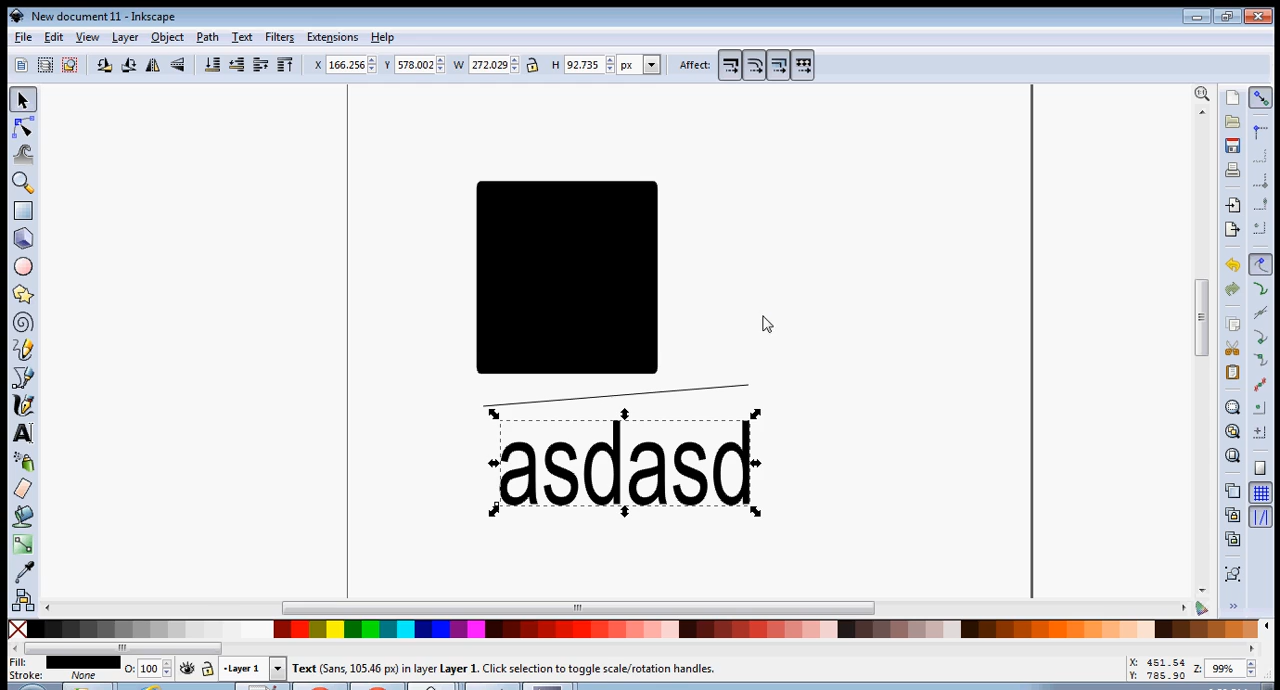 New document 11 - Inkscape
File Edit View Layer Object Path Text Filters Extensions Help
X 166.256 Y 578.002 W 272.029 H 92.735 px Affect:
1:1
asdasd
Fill:
Stroke: None
O: 100
Layer 1
Text (Sans, 105.46 px) in layer Layer 1. Click selection to toggle scale/rotation handles.
X: 451.54
Y: 785.90
Z: 99%